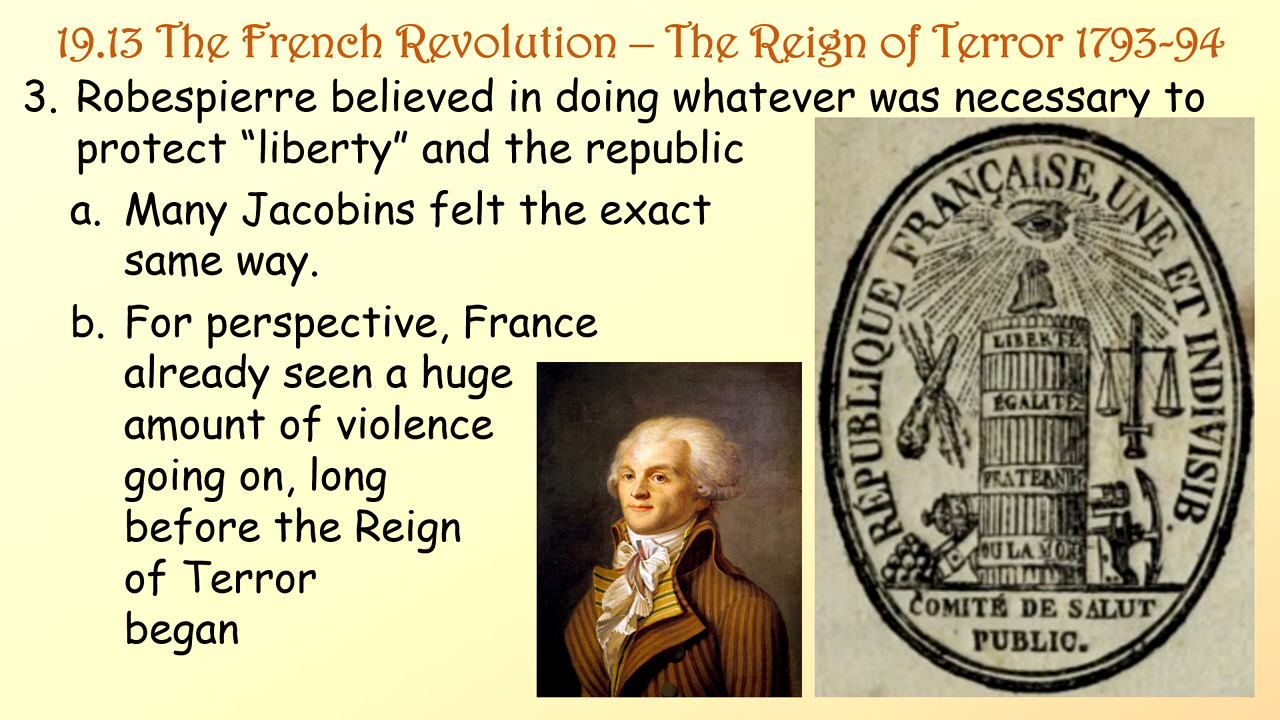 19.13 The French Revolution – The Reign of Terror 1793-94
3. Robespierre believed in doing whatever was necessary to
protect “liberty” and the republic
a. Many Jacobins felt the exact
same way.
b. For perspective, France
already seen a huge
amount of violence
going on, long
before the Reign
of Terror
began
RÉPUBLIQUE FRANÇAISE, UNE ET INDIVISIB.
LIBERTÉ
ÉGALITÉ
FRATERNI
OU LA MORT
COMITÉ DE SALUT
PUBLIC.